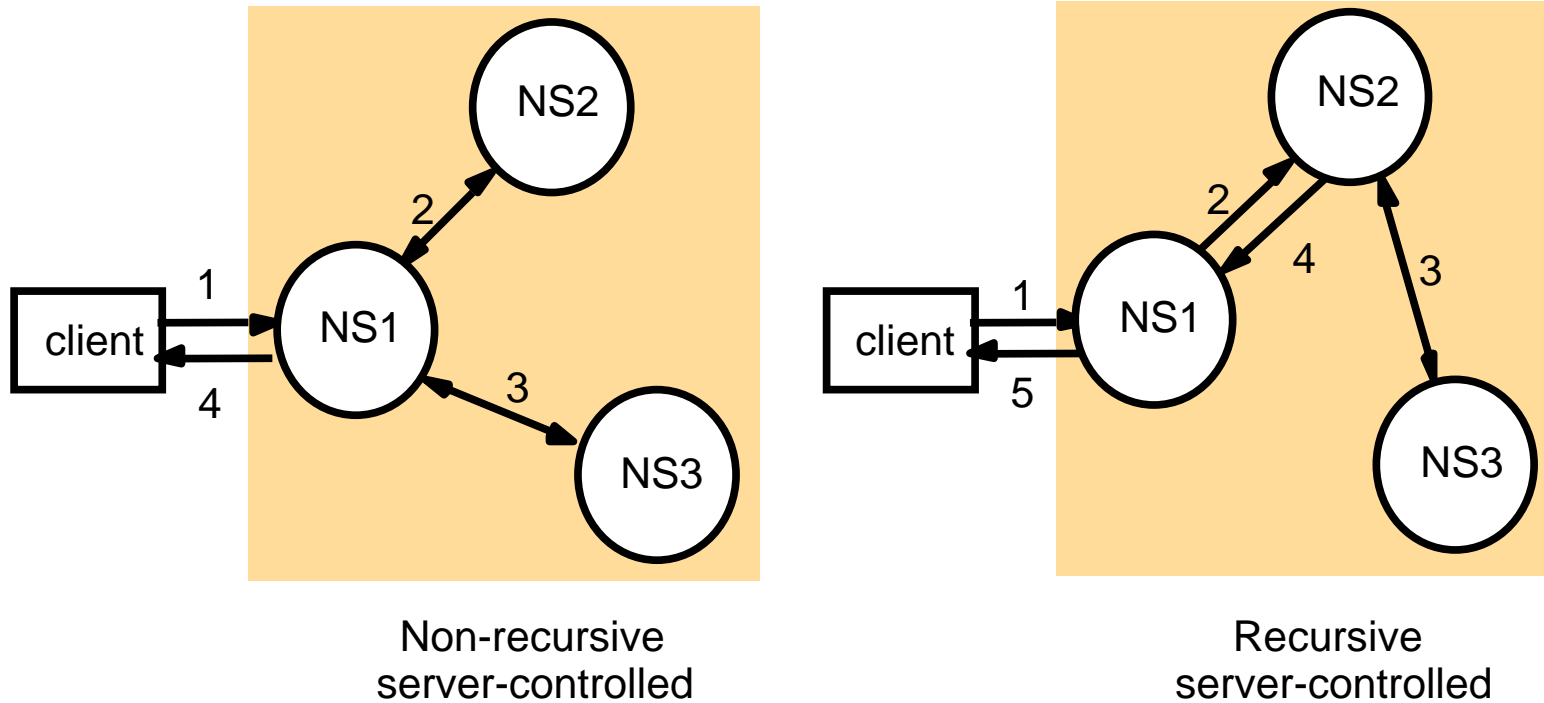 NS2
2
1
client
NS1
4
3
NS3
Non-recursive
server-controlled
NS2
2
4
3
1
client
NS1
5
NS3
Recursive
server-controlled